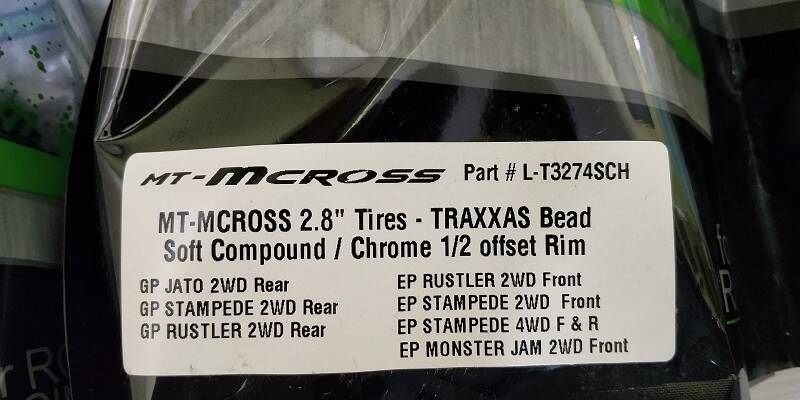 MT-MCROSS Part # L-T3274SCH
MT-MCROSS 2.8" Tires - TRAXXAS Bead
Soft Compound / Chrome 1/2 offset Rim
GP JATO 2WD Rear
GP STAMPEDE 2WD Rear
GP RUSTLER 2WD Rear
EP RUSTLER 2WD Front
EP STAMPEDE 2WD Front
EP STAMPEDE 4WD F & R
EP MONSTER JAM 2WD Front